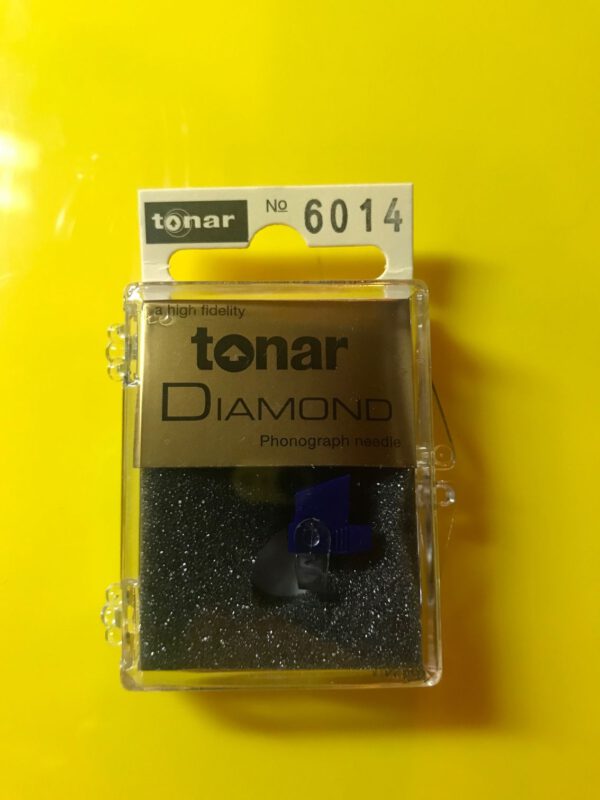 tonar
No 6014
a high fidelity
tonar
DIAMOND
Phonograph needle